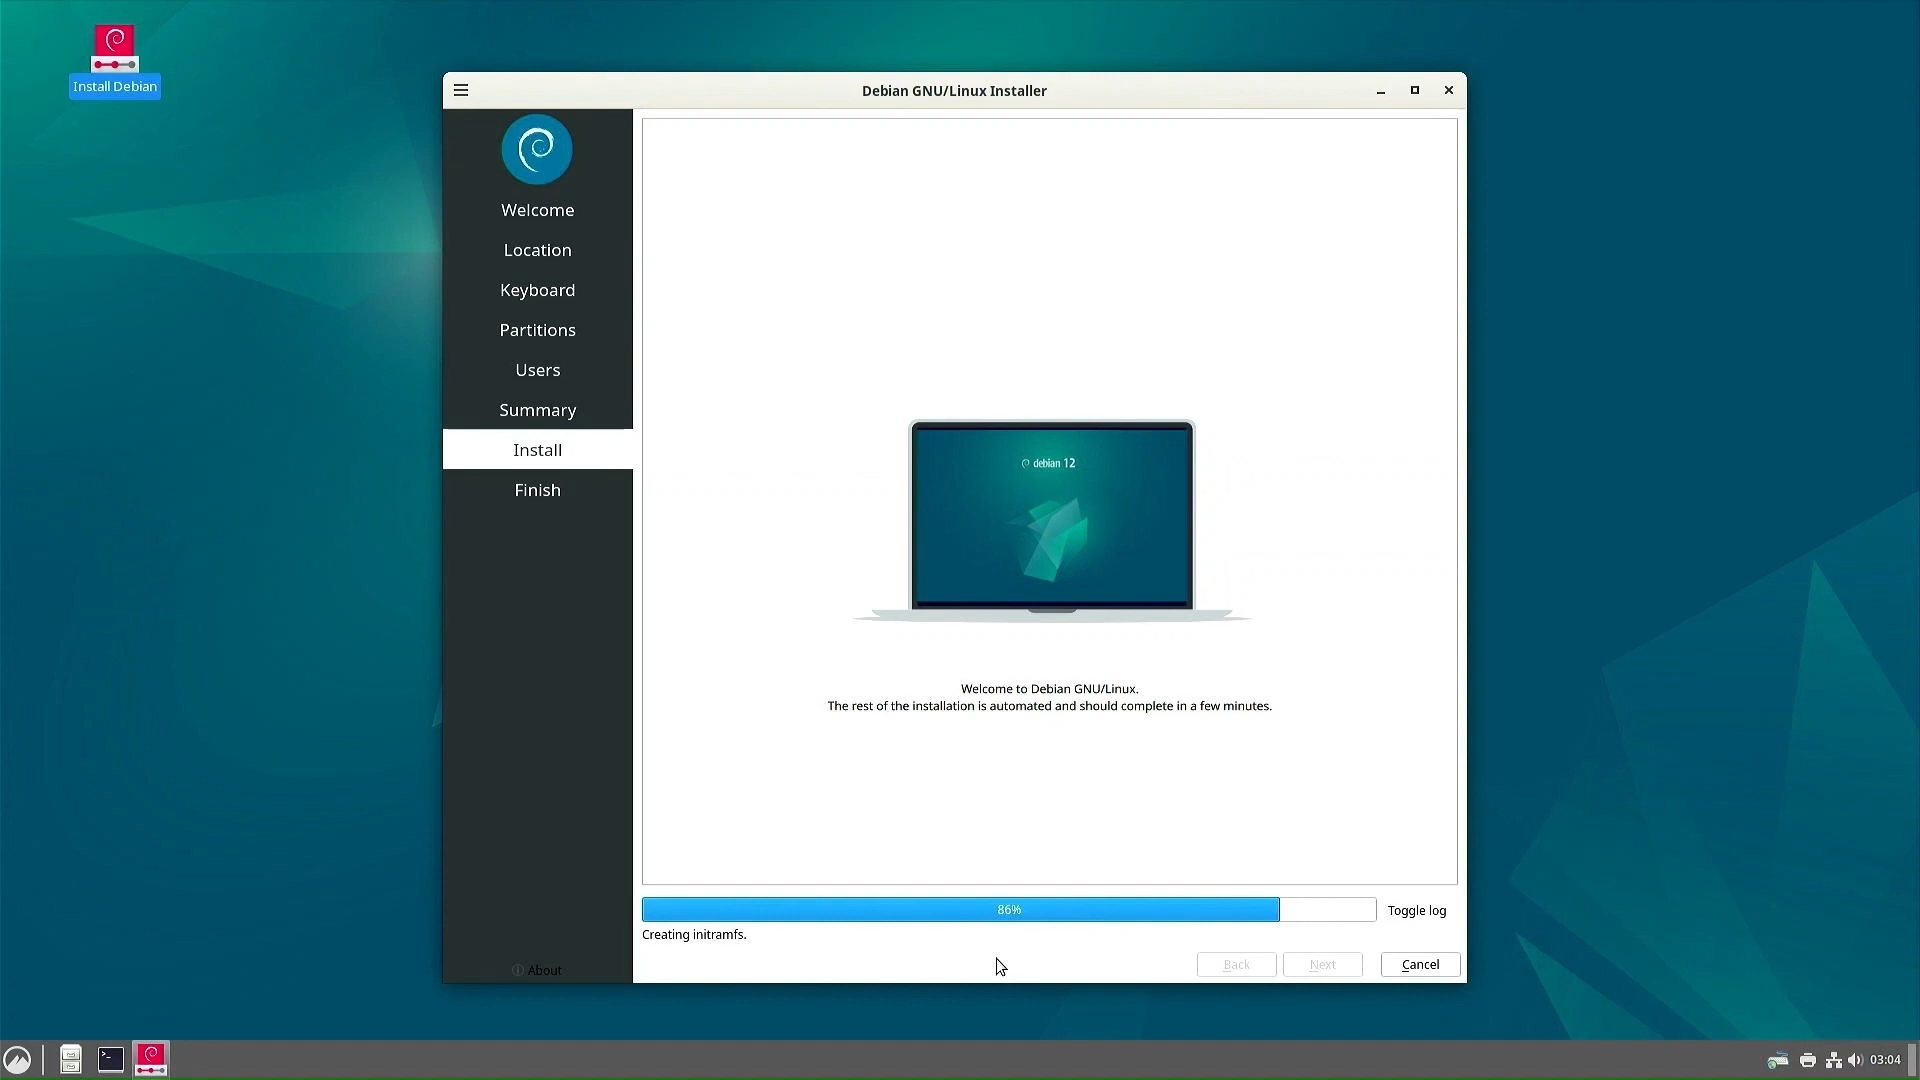 Install Debian
Debian GNU/Linux Installer
Welcome
Location
Keyboard
Partitions
Users
Summary
Install
Finish
About
debian 12
Welcome to Debian GNU/Linux.
The rest of the installation is automated and should complete in a few minutes.
86%
Toggle log
Creating initramfs.
Back
Next
Cancel
03:04